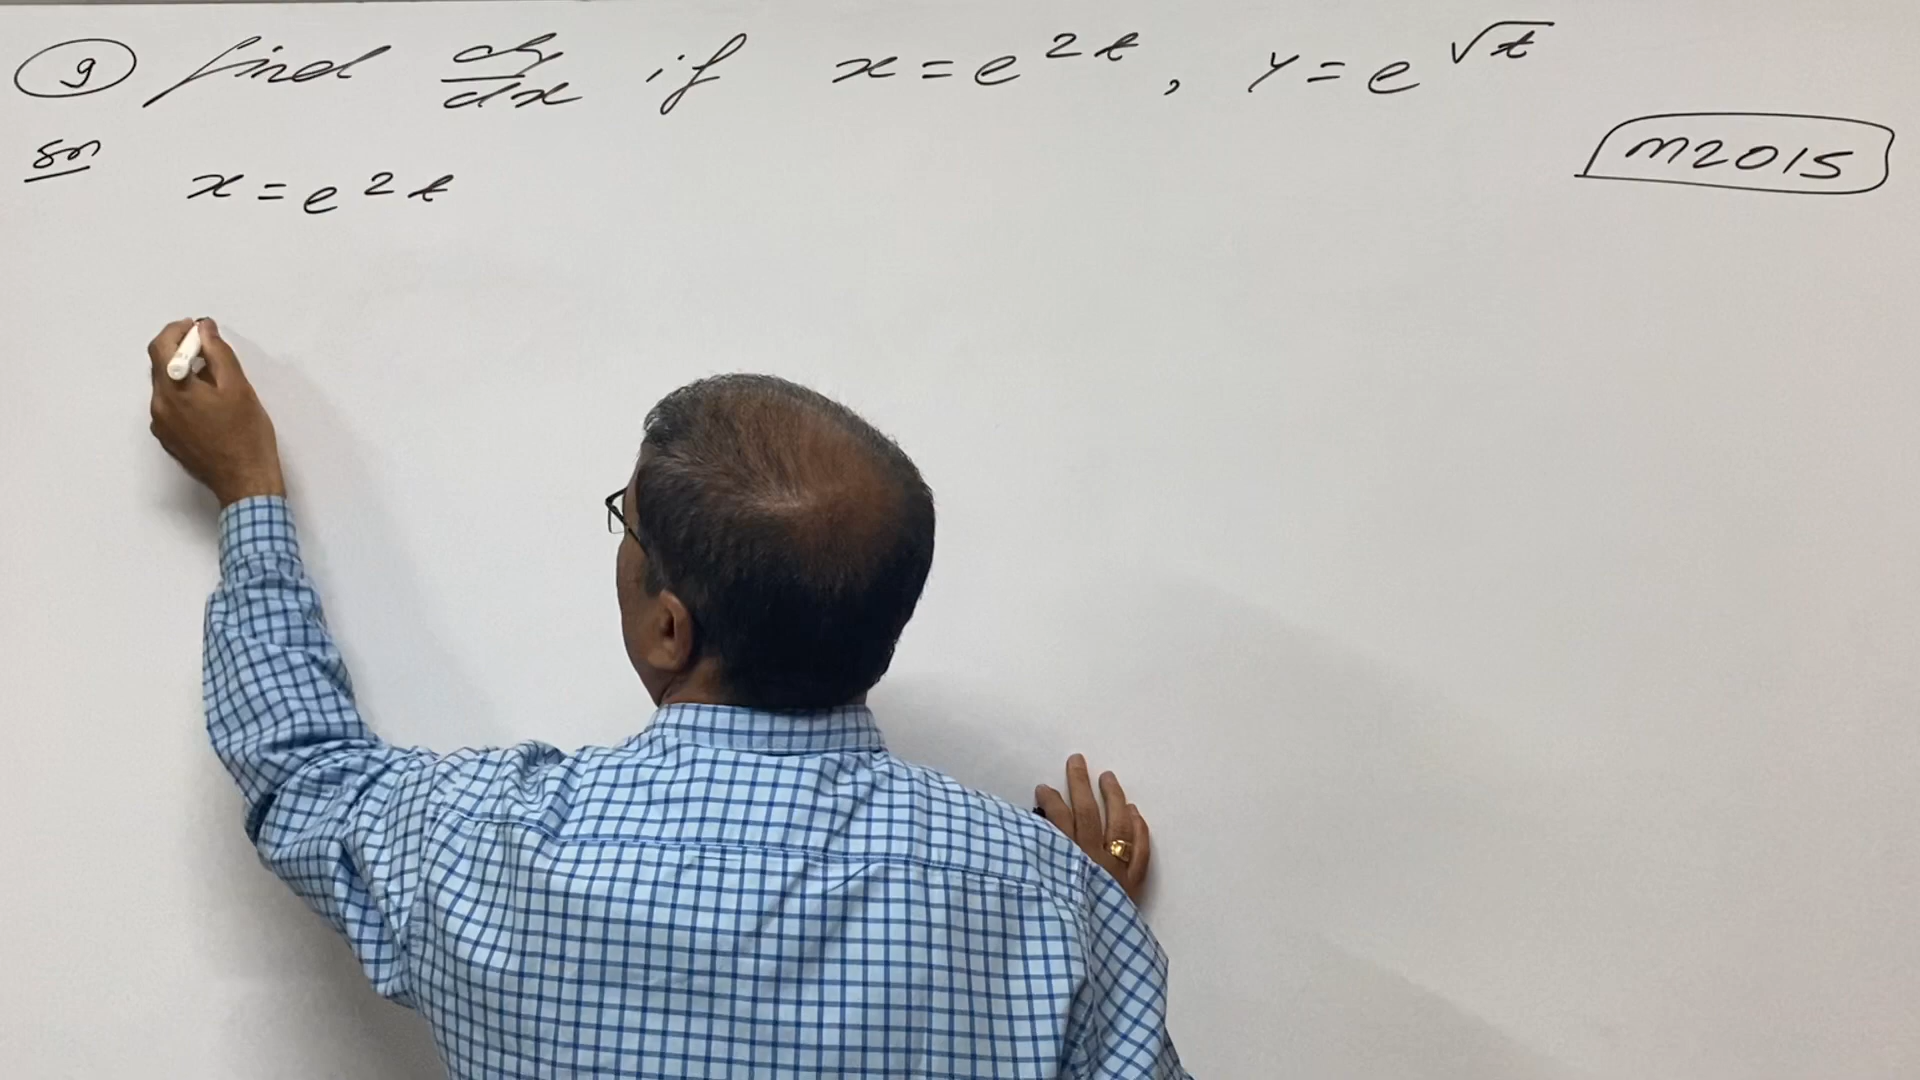 9 find dy/dx if x = e^2t, y = e^√t
M2015
Sol
x = e^2t